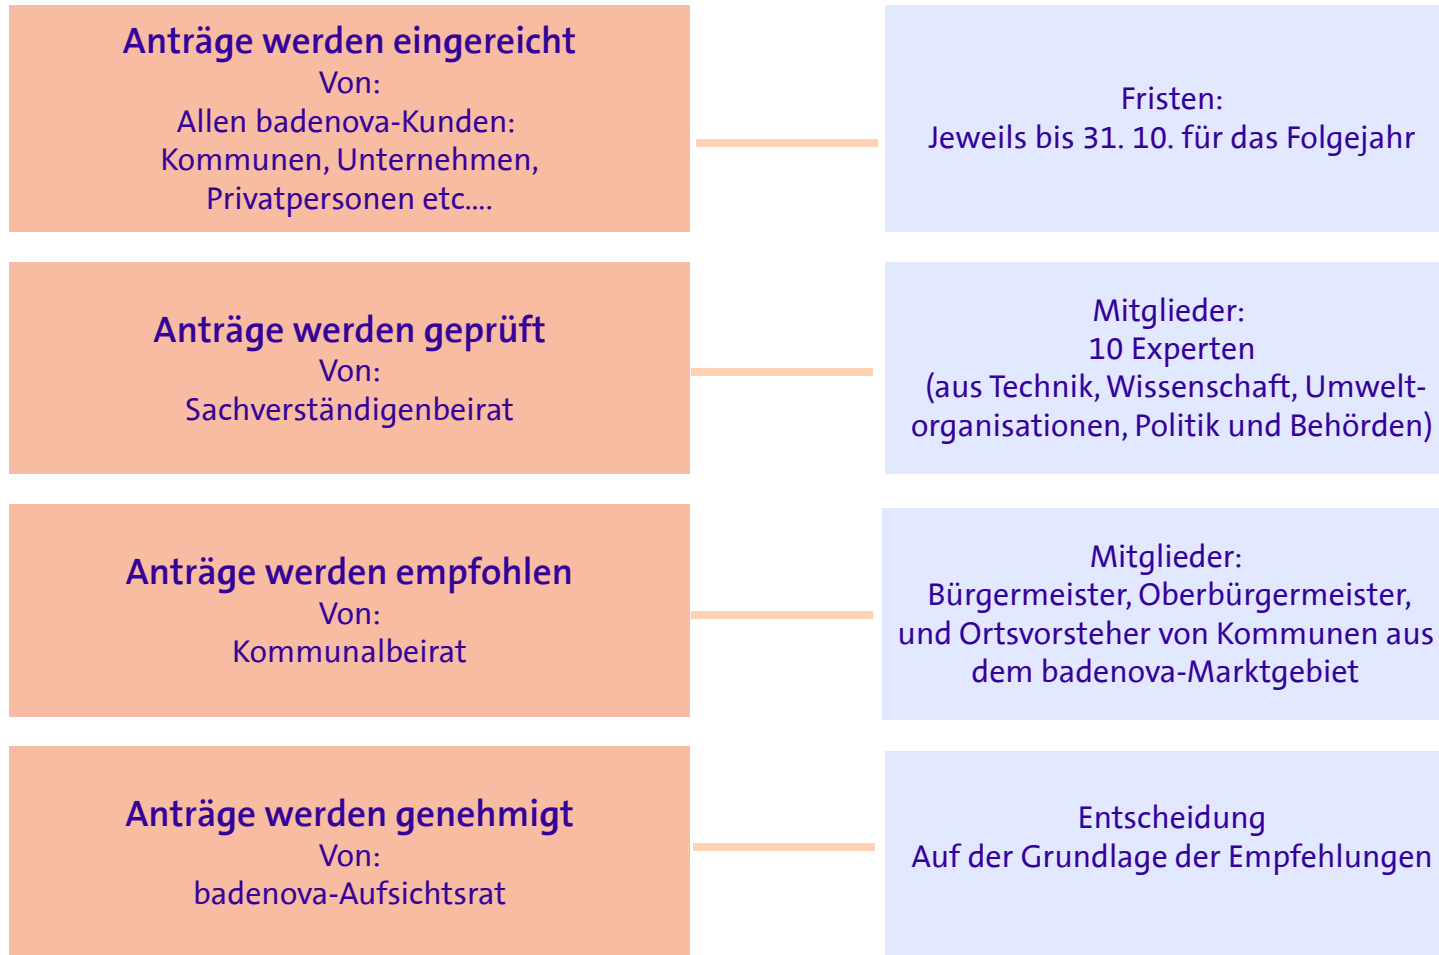 Anträge werden eingereicht
Von:
Allen badenova-Kunden:
Kommunen, Unternehmen,
Privatpersonen etc....
Fristen:
Jeweils bis 31. 10. für das Folgejahr
Anträge werden geprüft
Von:
Sachverständigenbeirat
Mitglieder:
10 Experten
(aus Technik, Wissenschaft, Umwelt-
organisationen, Politik und Behörden)
Anträge werden empfohlen
Von:
Kommunalbeirat
Mitglieder:
Bürgermeister, Oberbürgermeister,
und Ortsvorsteher von Kommunen aus
dem badenova-Marktgebiet
Anträge werden genehmigt
Von:
badenova-Aufsichtsrat
Entscheidung
Auf der Grundlage der Empfehlungen